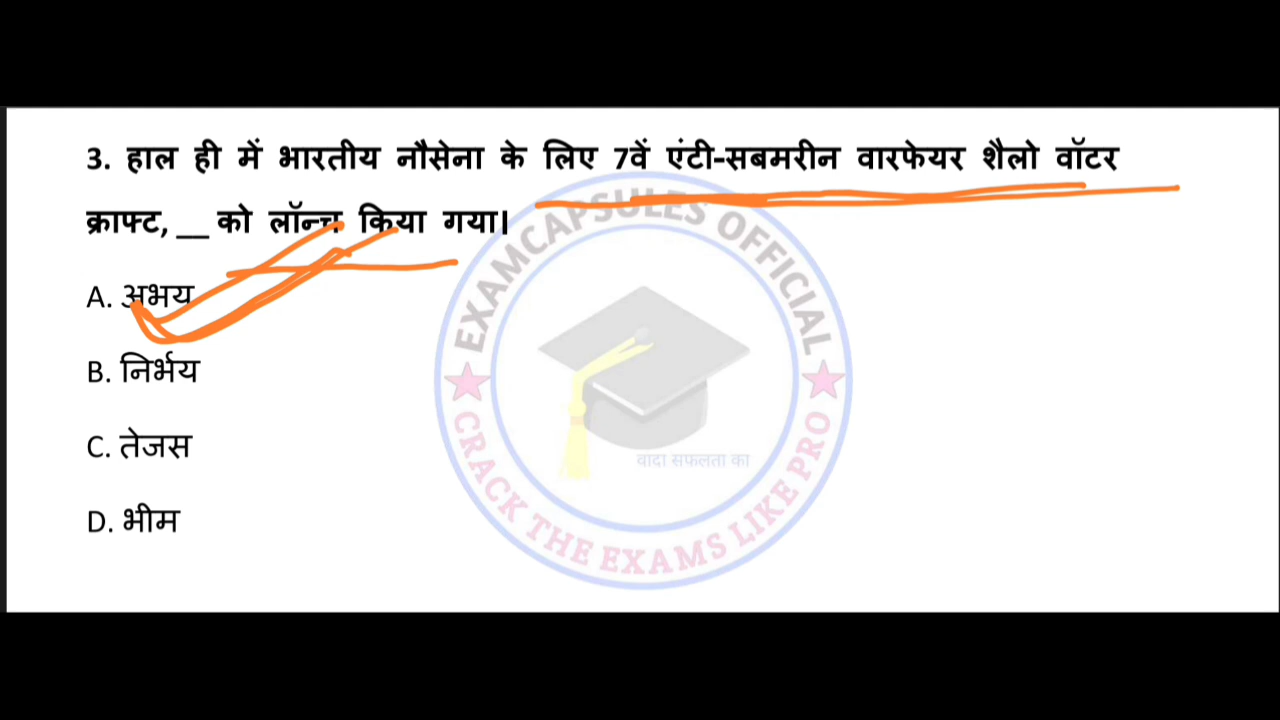 3. हाल ही में भारतीय नौसेना के लिए 7वें एंटी-सबमरीन वारफेयर शैलो वॉटर
क्राफ्ट, __ को लॉन्च किया गया।
A. अभय
B. निर्भय
C. तेजस
D. भीम
EXAMCAPSULES OFFICIAL
वादा सफलता का
CRACK THE EXAMS LIKE PRO